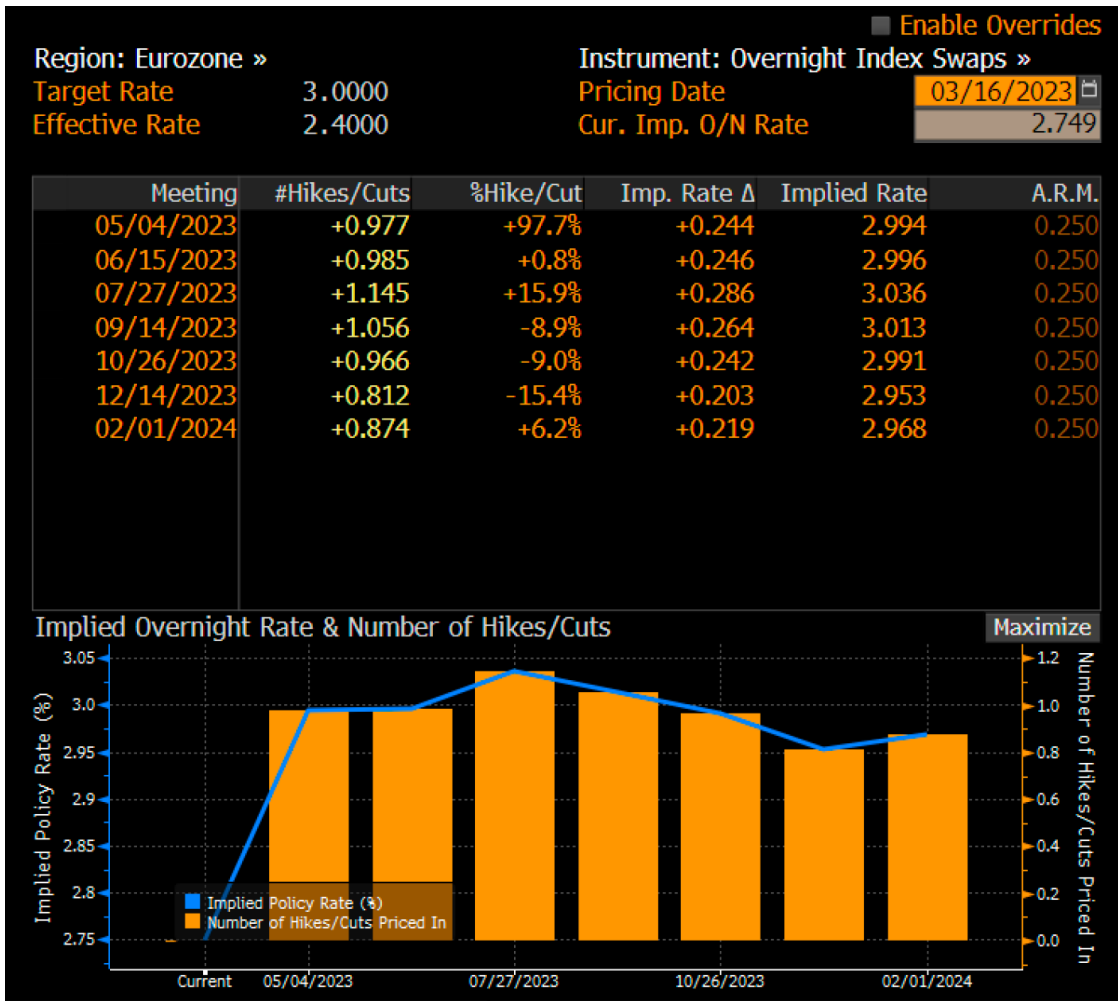 Enable Overrides
Region: Eurozone » Instrument: Overnight Index Swaps »
Target Rate 3.0000 Pricing Date 03/16/2023
Effective Rate 2.4000 Cur. Imp. O/N Rate 2.749
Meeting #Hikes/Cuts %Hike/Cut Imp. Rate Δ Implied Rate A.R.M.
05/04/2023 +0.977 +97.7% +0.244 2.994 0.250
06/15/2023 +0.985 +0.8% +0.246 2.996 0.250
07/27/2023 +1.145 +15.9% +0.286 3.036 0.250
09/14/2023 +1.056 -8.9% +0.264 3.013 0.250
10/26/2023 +0.966 -9.0% +0.242 2.991 0.250
12/14/2023 +0.812 -15.4% +0.203 2.953 0.250
02/01/2024 +0.874 +6.2% +0.219 2.968 0.250
Implied Overnight Rate & Number of Hikes/Cuts Maximize
Implied Policy Rate (%)
3.05
3.0
2.95
2.9
2.85
2.8
2.75
Implied Policy Rate (%)
Number of Hikes/Cuts Priced In
1.2
1.0
0.8
0.6
0.4
0.2
0.0
Number of Hikes/Cuts Priced In
Current 05/04/2023 07/27/2023 10/26/2023 02/01/2024